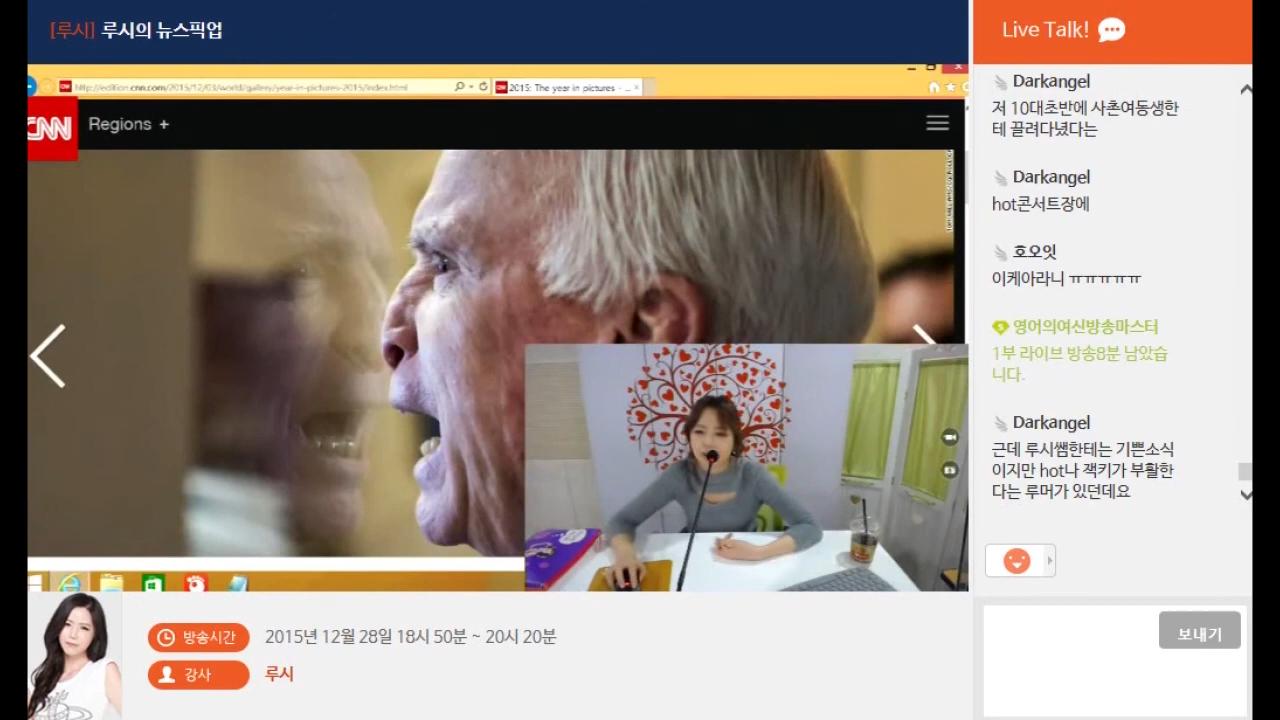 [루시] 루시의 뉴스픽업
http://edition.cnn.com/2015/12/03/world/gallery/year-in-pictures-2015/index.html
2015: The year in pictures - ...
CNN
Regions +
Live Talk!
Darkangel
저 10대초반에 사촌여동생한
테 끌려다녔다는
Darkangel
hot콘서트장에
호오잇
이케아라니 ㅠㅠㅠㅠㅠ
영어의여신방송마스터
1부 라이브 방송8분 남았습
니다.
Darkangel
근데 루시쌤한테는 기쁜소식
이지만 hot나 잭키가 부활한
다는 루머가 있던데요
보내기
방송시간 2015년 12월 28일 18시 50분 ~ 20시 20분
강사 루시